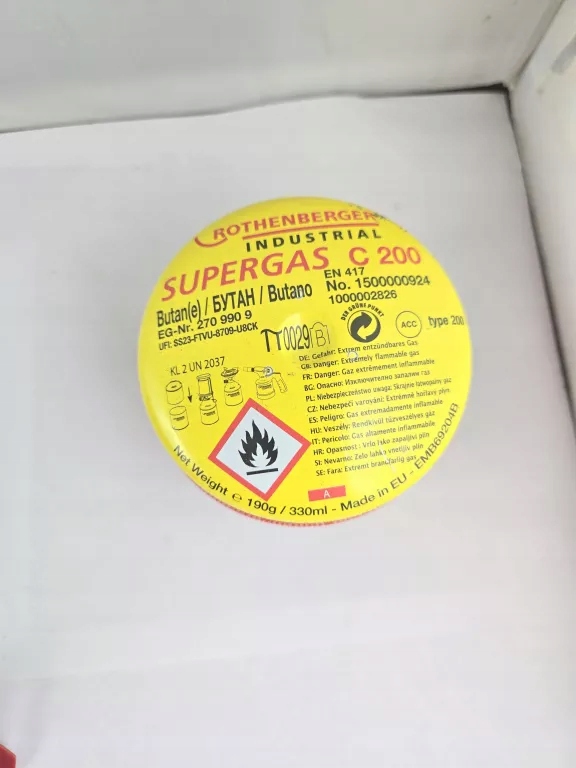 ROTHENBERGER
INDUSTRIAL
SUPERGAS C 200
Butan(e) / БУТАН / Butano
EN 417
No. 1500000924
1000002826
EG-Nr. 270 990 9
UFI: SS23-FTVU-8709-U8CK
DER GRÜNE PUNKT
ACC
type 200
KL 2 UN 2037
DE: Gefahr: Extrem entzündbares Gas
GB: Danger: Extremely flammable gas
FR: Danger: Gaz extrêmement inflammable
BG: Опасно: Изключително запалим газ
PL: Niebezpieczeństwo uwaga: Skrajnie łatwopalny gaz
CZ: Nebezpečí varování: Extrémně hořlavý plyn
ES: Peligro: Gas extremadamente inflamable
HU: Veszély: Rendkívül tűzveszélyes gáz
IT: Pericolo: Gas altamente infiammabile
HR: Opasnost: Vrlo lako zapaljivi plin
SI: Nevarno: Zelo lahko vnetljiv plin
SE: Fara: Extremt brandfarlig gas
A
Net Weight e 190g / 330ml - Made in EU - EMB69204B